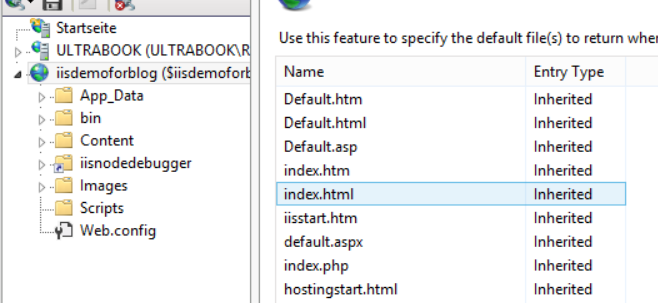 Startseite
ULTRABOOK (ULTRABOOK\R
iisdemoforblog ($iisdemoforb
App_Data
bin
Content
iisnodedebugger
Images
Scripts
Web.config
Use this feature to specify the default file(s) to return when
Name Entry Type
Default.htm Inherited
Default.html Inherited
Default.asp Inherited
index.htm Inherited
index.html Inherited
iisstart.htm Inherited
default.aspx Inherited
index.php Inherited
hostingstart.html Inherited